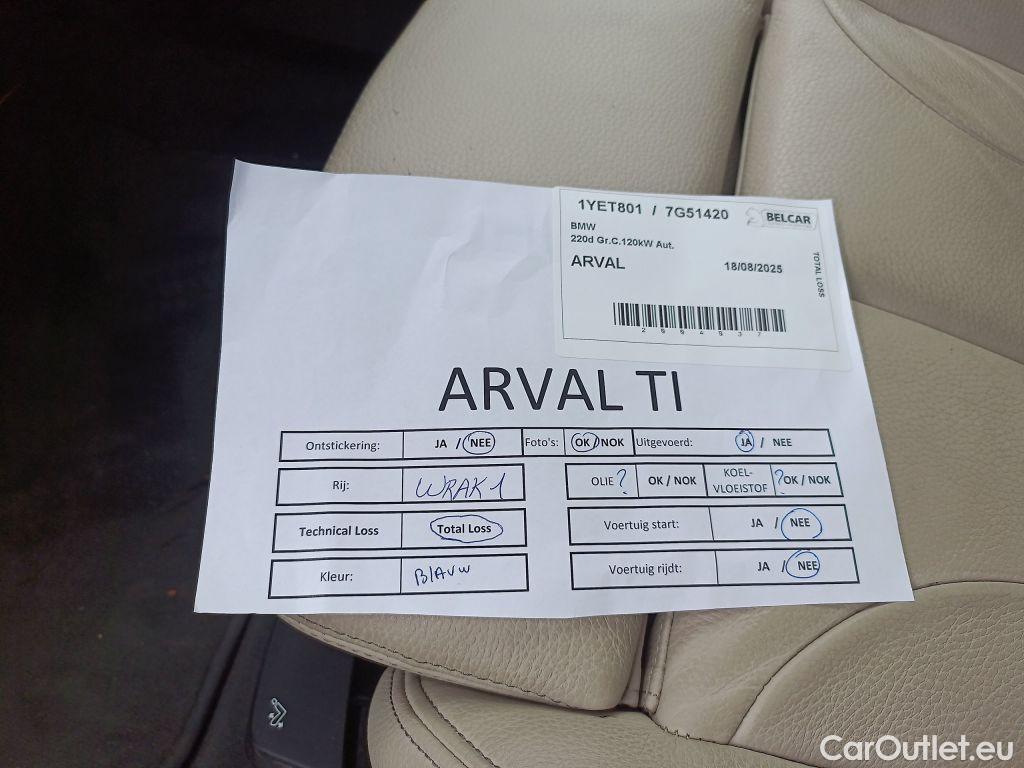 1YET801 / 7G51420 BELCAR
BMW
220d Gr.C.120kW Aut.
ARVAL 18/08/2025
TOTAL LOSS
ARVAL TI
Ontstickering: JA / NEE Foto's: OK/NOK Uitgevoerd: JA / NEE
Rij: WRAK 1
OLIE ? OK / NOK KOEL-
VLOEISTOF ? OK / NOK
Technical Loss Total Loss
Voertuig start: JA / NEE
Kleur: BlAUW
Voertuig rijdt: JA / NEE
CarOutlet.eu